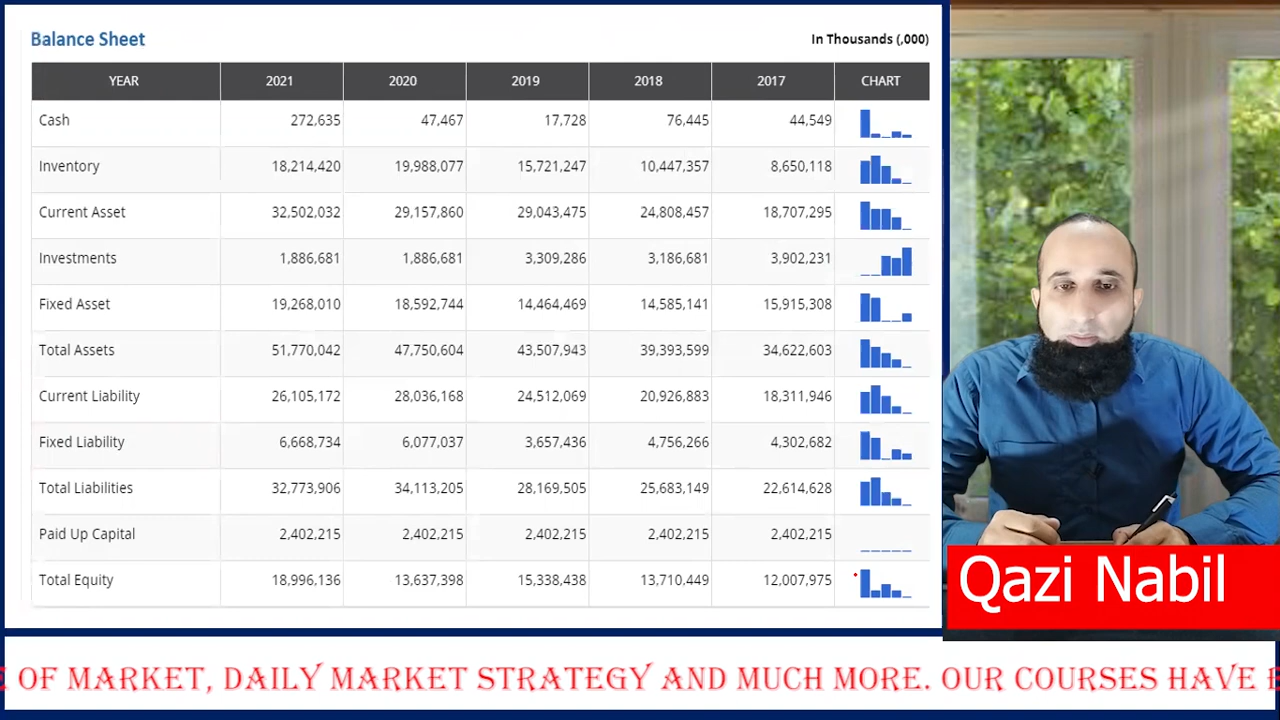 Balance Sheet
In Thousands (,000)
YEAR 2021 2020 2019 2018 2017 CHART
Cash 272,635 47,467 17,728 76,445 44,549
Inventory 18,214,420 19,988,077 15,721,247 10,447,357 8,650,118
Current Asset 32,502,032 29,157,860 29,043,475 24,808,457 18,707,295
Investments 1,886,681 1,886,681 3,309,286 3,186,681 3,902,231
Fixed Asset 19,268,010 18,592,744 14,464,469 14,585,141 15,915,308
Total Assets 51,770,042 47,750,604 43,507,943 39,393,599 34,622,603
Current Liability 26,105,172 28,036,168 24,512,069 20,926,883 18,311,946
Fixed Liability 6,668,734 6,077,037 3,657,436 4,756,266 4,302,682
Total Liabilities 32,773,906 34,113,205 28,169,505 25,683,149 22,614,628
Paid Up Capital 2,402,215 2,402,215 2,402,215 2,402,215 2,402,215
Total Equity 18,996,136 13,637,398 15,338,438 13,710,449 12,007,975
Qazi Nabil
OF MARKET, DAILY MARKET STRATEGY AND MUCH MORE. OUR COURSES HAVE